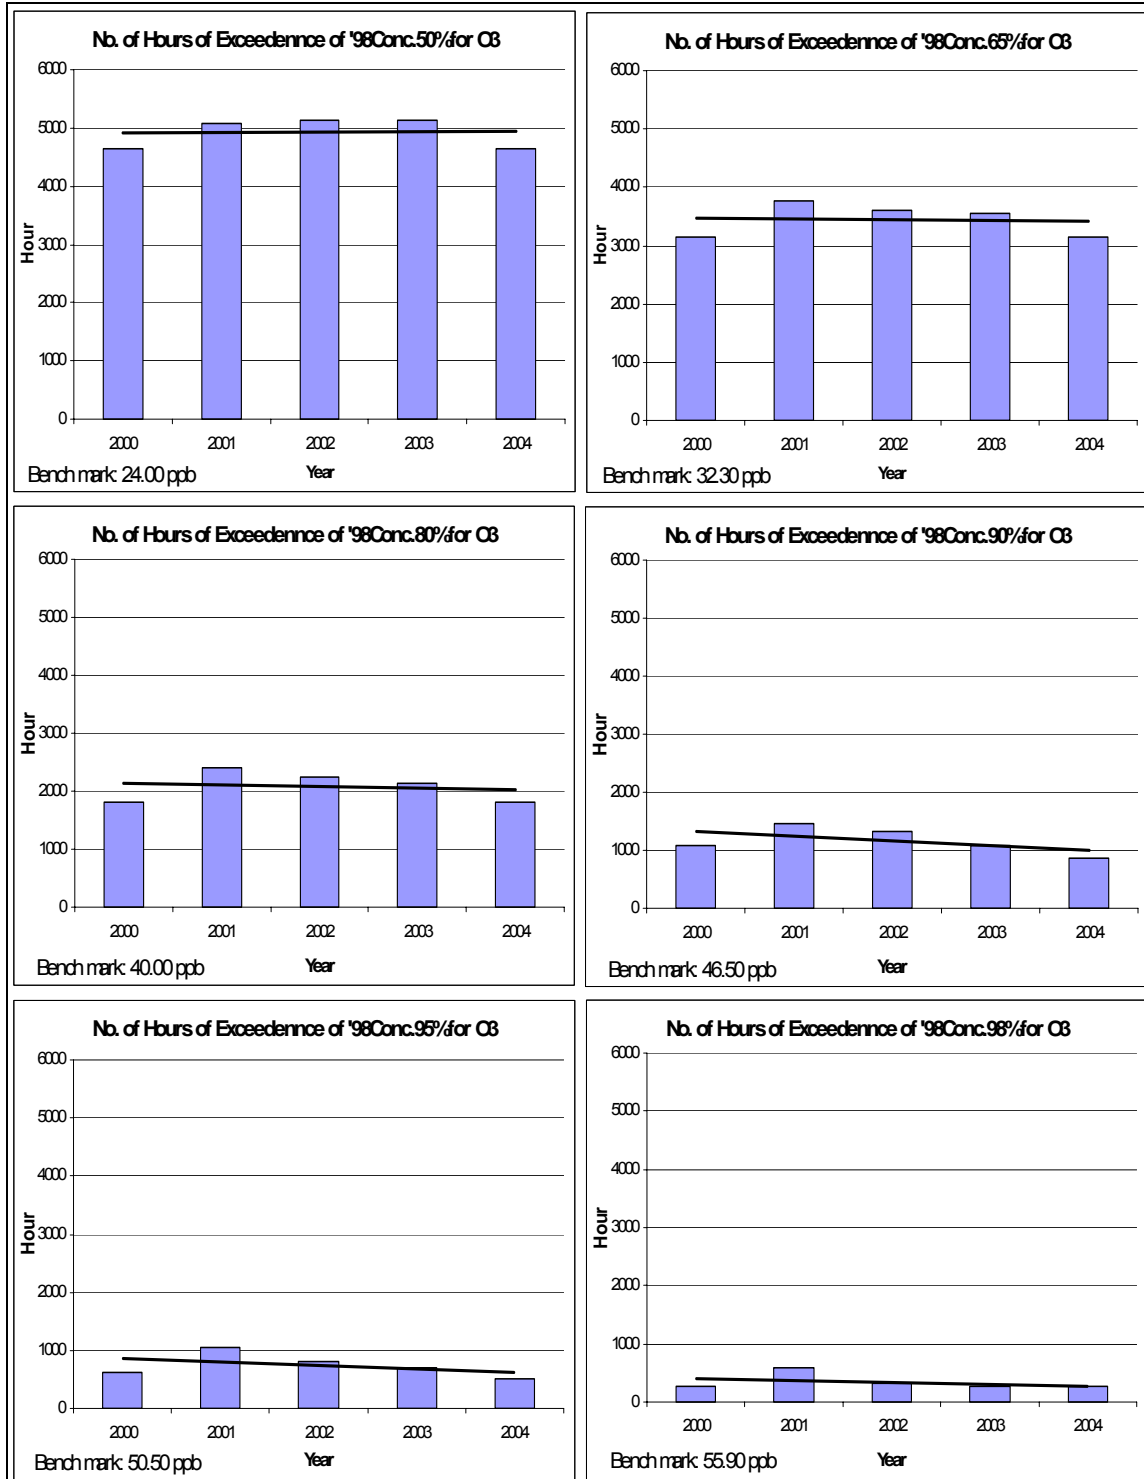 No. of Hours of Exceedennce of '98Conc.50%for O3
6000
5000
4000
3000
2000
1000
0
Hour
2000 2001 2002 2003 2004
Year
Bench mark: 24.00 ppb
No. of Hours of Exceedennce of '98Conc.65%for O3
6000
5000
4000
3000
2000
1000
0
Hour
2000 2001 2002 2003 2004
Year
Bench mark: 32.30 ppb
No. of Hours of Exceedennce of '98Conc.80%for O3
6000
5000
4000
3000
2000
1000
0
Hour
2000 2001 2002 2003 2004
Year
Bench mark: 40.00 ppb
No. of Hours of Exceedennce of '98Conc.90%for O3
6000
5000
4000
3000
2000
1000
0
Hour
2000 2001 2002 2003 2004
Year
Bench mark: 46.50 ppb
No. of Hours of Exceedennce of '98Conc.95%for O3
6000
5000
4000
3000
2000
1000
0
Hour
2000 2001 2002 2003 2004
Year
Bench mark: 50.50 ppb
No. of Hours of Exceedennce of '98Conc.98%for O3
6000
5000
4000
3000
2000
1000
0
Hour
2000 2001 2002 2003 2004
Year
Bench mark: 55.90 ppb